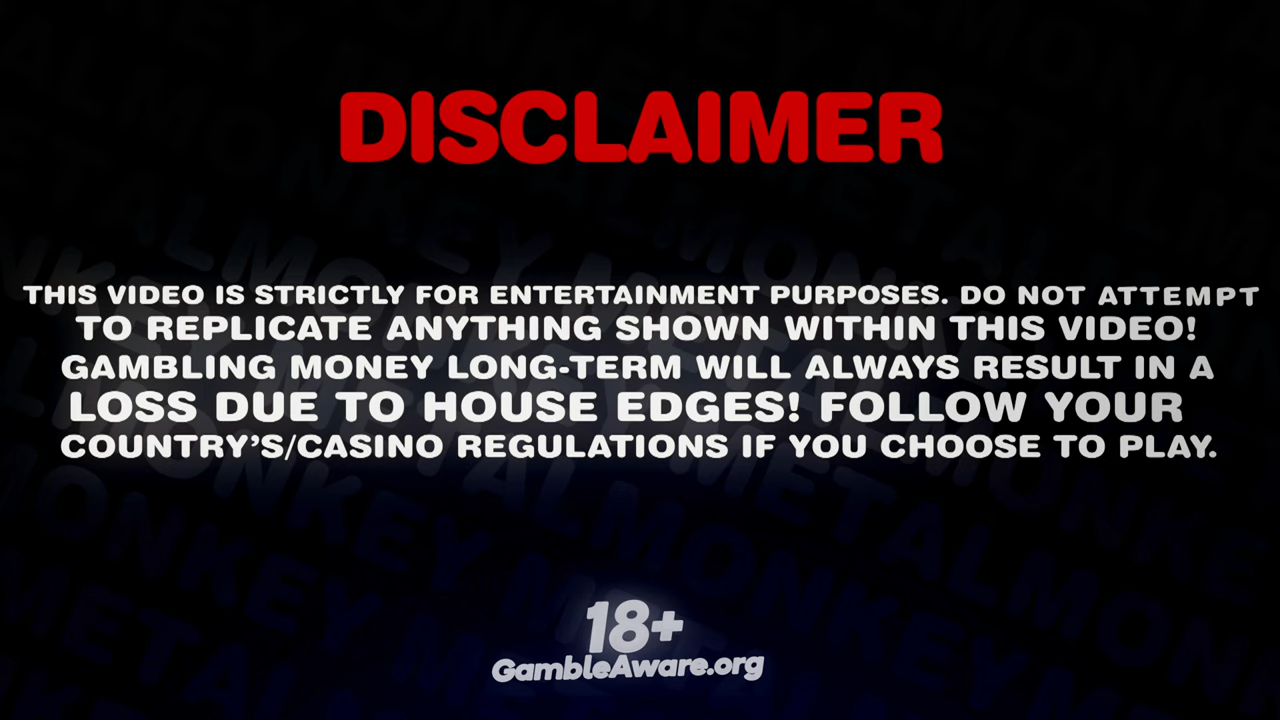 DISCLAIMER
THIS VIDEO IS STRICTLY FOR ENTERTAINMENT PURPOSES. DO NOT ATTEMPT
TO REPLICATE ANYTHING SHOWN WITHIN THIS VIDEO!
GAMBLING MONEY LONG-TERM WILL ALWAYS RESULT IN A
LOSS DUE TO HOUSE EDGES! FOLLOW YOUR
COUNTRY'S/CASINO REGULATIONS IF YOU CHOOSE TO PLAY.
18+
GambleAware.org